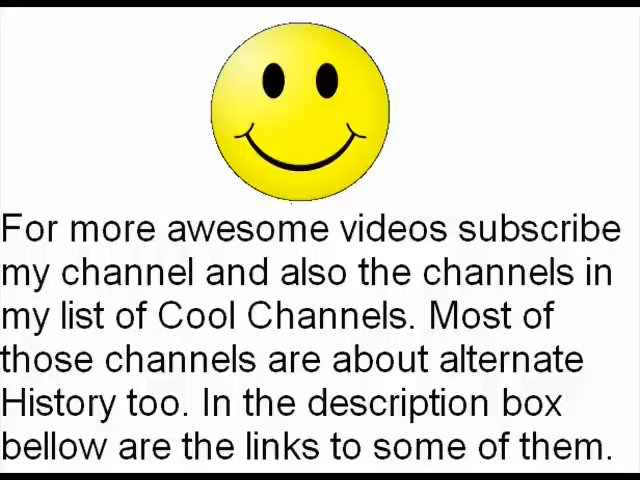 For more awesome videos subscribe
my channel and also the channels in
my list of Cool Channels. Most of
those channels are about alternate
History too. In the description box
bellow are the links to some of them.